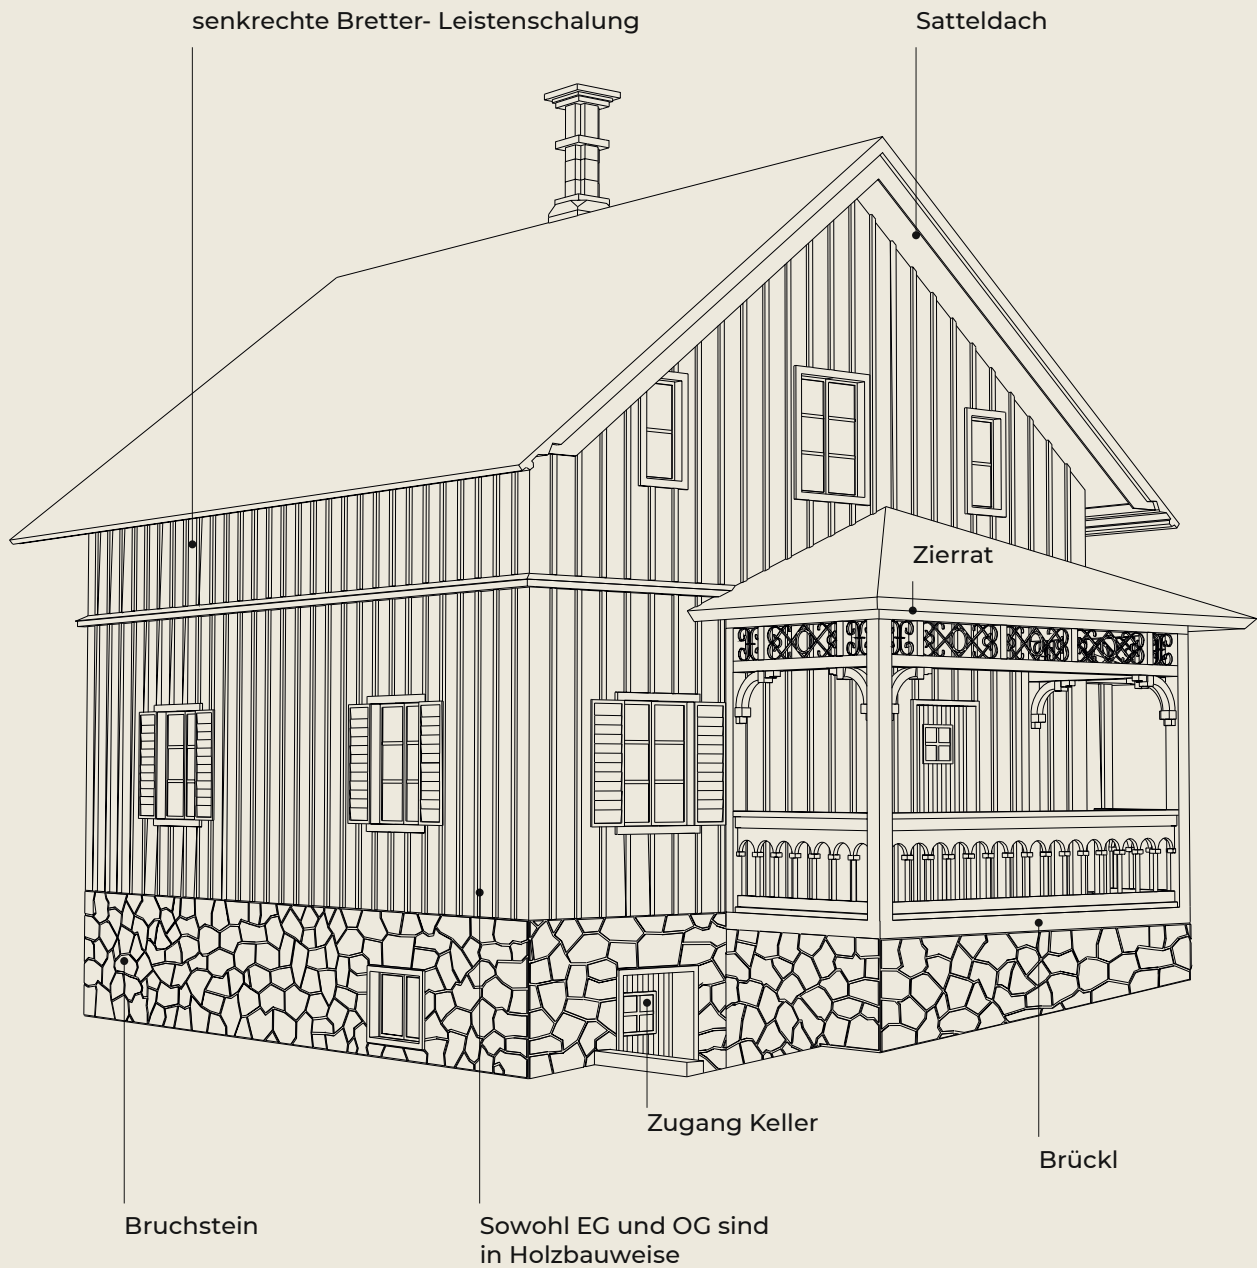 senkrechte Bretter- Leistenschalung
Satteldach
Zierrat
Zugang Keller
Brückl
Bruchstein
Sowohl EG und OG sind
in Holzbauweise